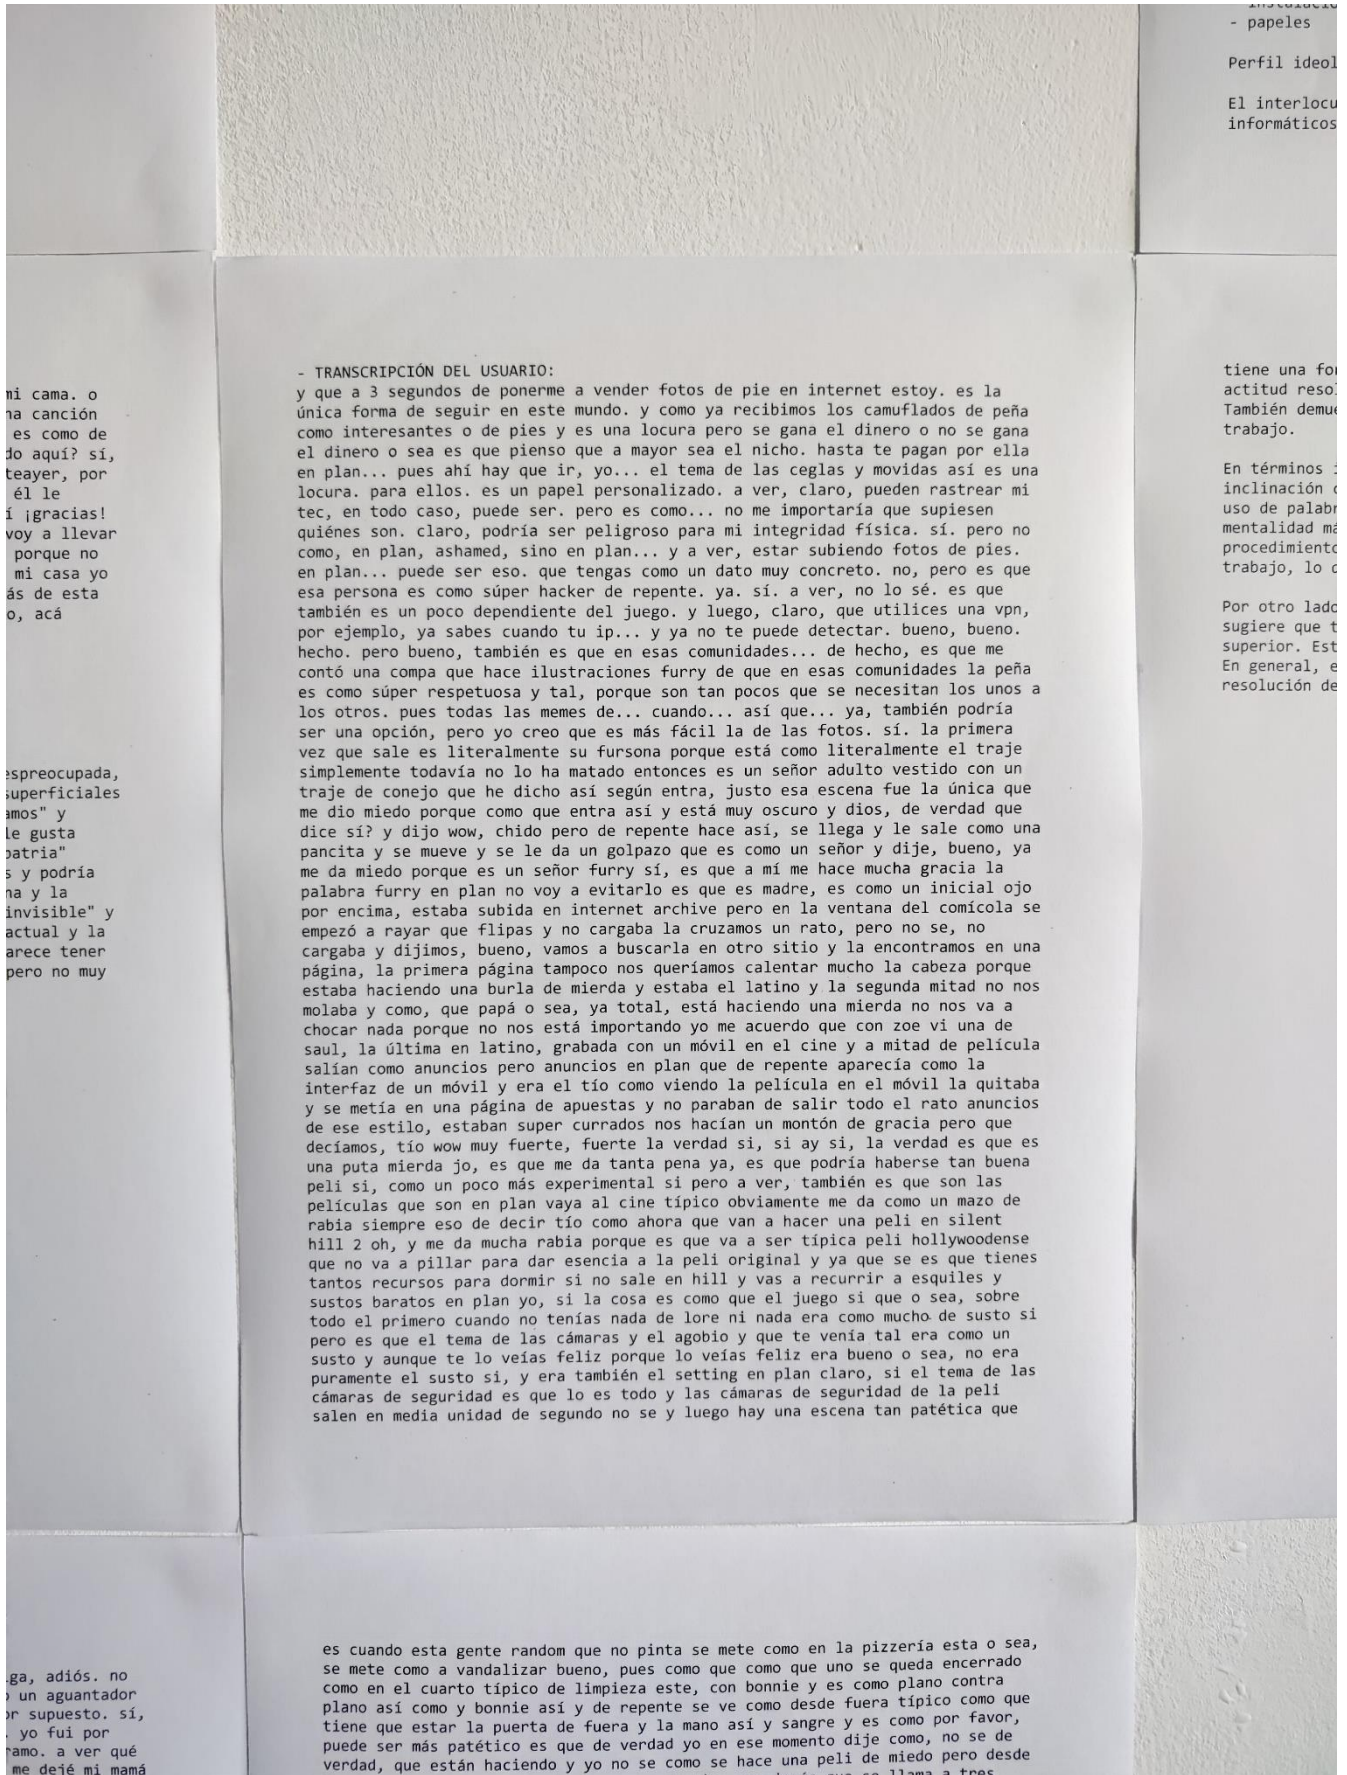 - papeles
Perfil ideol
El interlocu
informáticos
mi cama. o
na canción
es como de
do aquí? sí,
teayer, por
él le
í ¡gracias!
voy a llevar
porque no
mi casa yo
ás de esta
o, acá
espreocupada,
superficiales
amos" y
le gusta
patria"
s y podría
na y la
invisible" y
actual y la
arece tener
pero no muy
- TRANSCRIPCIÓN DEL USUARIO:
y que a 3 segundos de ponerme a vender fotos de pie en internet estoy. es la
única forma de seguir en este mundo. y como ya recibimos los camuflados de peña
como interesantes o de pies y es una locura pero se gana el dinero o no se gana
el dinero o sea es que pienso que a mayor sea el nicho. hasta te pagan por ella
en plan... pues ahí hay que ir, yo... el tema de las ceglas y movidas así es una
locura. para ellos. es un papel personalizado. a ver, claro, pueden rastrear mi
tec, en todo caso, puede ser. pero es como... no me importaría que supiesen
quiénes son. claro, podría ser peligroso para mi integridad física. sí. pero no
como, en plan, ashamed, sino en plan... y a ver, estar subiendo fotos de pies.
en plan... puede ser eso. que tengas como un dato muy concreto. no, pero es que
esa persona es como súper hacker de repente. ya. sí. a ver, no lo sé. es que
también es un poco dependiente del juego. y luego, claro, que utilices una vpn,
por ejemplo, ya sabes cuando tu ip... y ya no te puede detectar. bueno, bueno.
hecho. pero bueno, también es que en esas comunidades... de hecho, es que me
contó una compa que hace ilustraciones furry de que en esas comunidades la peña
es como súper respetuosa y tal, porque son tan pocos que se necesitan los unos a
los otros. pues todas las memes de... cuando... así que... ya, también podría
ser una opción, pero yo creo que es más fácil la de las fotos. sí. la primera
vez que sale es literalmente su fursona porque está como literalmente el traje
simplemente todavía no lo ha matado entonces es un señor adulto vestido con un
traje de conejo que he dicho así según entra, justo esa escena fue la única que
me dio miedo porque como que entra así y está muy oscuro y dios, de verdad que
dice sí? y dijo wow, chido pero de repente hace así, se llega y le sale como una
pancita y se mueve y se le da un golpazo que es como un señor y dije, bueno, ya
me da miedo porque es un señor furry sí, es que a mí me hace mucha gracia la
palabra furry en plan no voy a evitarlo es que es madre, es como un inicial ojo
por encima, estaba subida en internet archive pero en la ventana del comícola se
empezó a rayar que flipas y no cargaba la cruzamos un rato, pero no se, no
cargaba y dijimos, bueno, vamos a buscarla en otro sitio y la encontramos en una
página, la primera página tampoco nos queríamos calentar mucho la cabeza porque
estaba haciendo una burla de mierda y estaba el latino y la segunda mitad no nos
molaba y como, que papá o sea, ya total, está haciendo una mierda no nos va a
chocar nada porque no nos está importando yo me acuerdo que con zoe vi una de
saul, la última en latino, grabada con un móvil en el cine y a mitad de película
salían como anuncios pero anuncios en plan que de repente aparecía como la
interfaz de un móvil y era el tío como viendo la película en el móvil la quitaba
y se metía en una página de apuestas y no paraban de salir todo el rato anuncios
de ese estilo, estaban super currados nos hacían un montón de gracia pero que
decíamos, tío wow muy fuerte, fuerte la verdad si, si ay si, la verdad es que es
una puta mierda jo, es que me da tanta pena ya, es que podría haberse tan buena
peli si, como un poco más experimental si pero a ver, también es que son las
películas que son en plan vaya al cine típico obviamente me da como un mazo de
rabia siempre eso de decir tío como ahora que van a hacer una peli en silent
hill 2 oh, y me da mucha rabia porque es que va a ser típica peli hollywoodense
que no va a pillar para dar esencia a la peli original y ya que se es que tienes
tantos recursos para dormir si no sale en hill y vas a recurrir a esquiles y
sustos baratos en plan yo, si la cosa es como que el juego si que o sea, sobre
todo el primero cuando no tenías nada de lore ni nada era como mucho de susto si
pero es que el tema de las cámaras y el agobio y que te venía tal era como un
susto y aunque te lo veías feliz porque lo veías feliz era bueno o sea, no era
puramente el susto si, y era también el setting en plan claro, si el tema de las
cámaras de seguridad es que lo es todo y las cámaras de seguridad de la peli
salen en media unidad de segundo no se y luego hay una escena tan patética que
tiene una for
actitud resol
También demue
trabajo.
En términos i
inclinación
uso de palabr
mentalidad má
procedimiento
trabajo, lo
Por otro lado
sugiere que t
superior. Est
En general, e
resolución de
ga, adiós. no
un aguantador
or supuesto. sí,
yo fui por
ramo. a ver qué
me dejé mi mamá
es cuando esta gente random que no pinta se mete como en la pizzería esta o sea,
se mete como a vandalizar bueno, pues como que como que uno se queda encerrado
como en el cuarto típico de limpieza este, con bonnie y es como plano contra
plano así como y bonnie así y de repente se ve como desde fuera típico como que
tiene que estar la puerta de fuera y la mano así y sangre y es como por favor,
puede ser más patético es que de verdad yo en ese momento dije como, no se de
verdad, que están haciendo y yo no se como se hace una peli de miedo pero desde